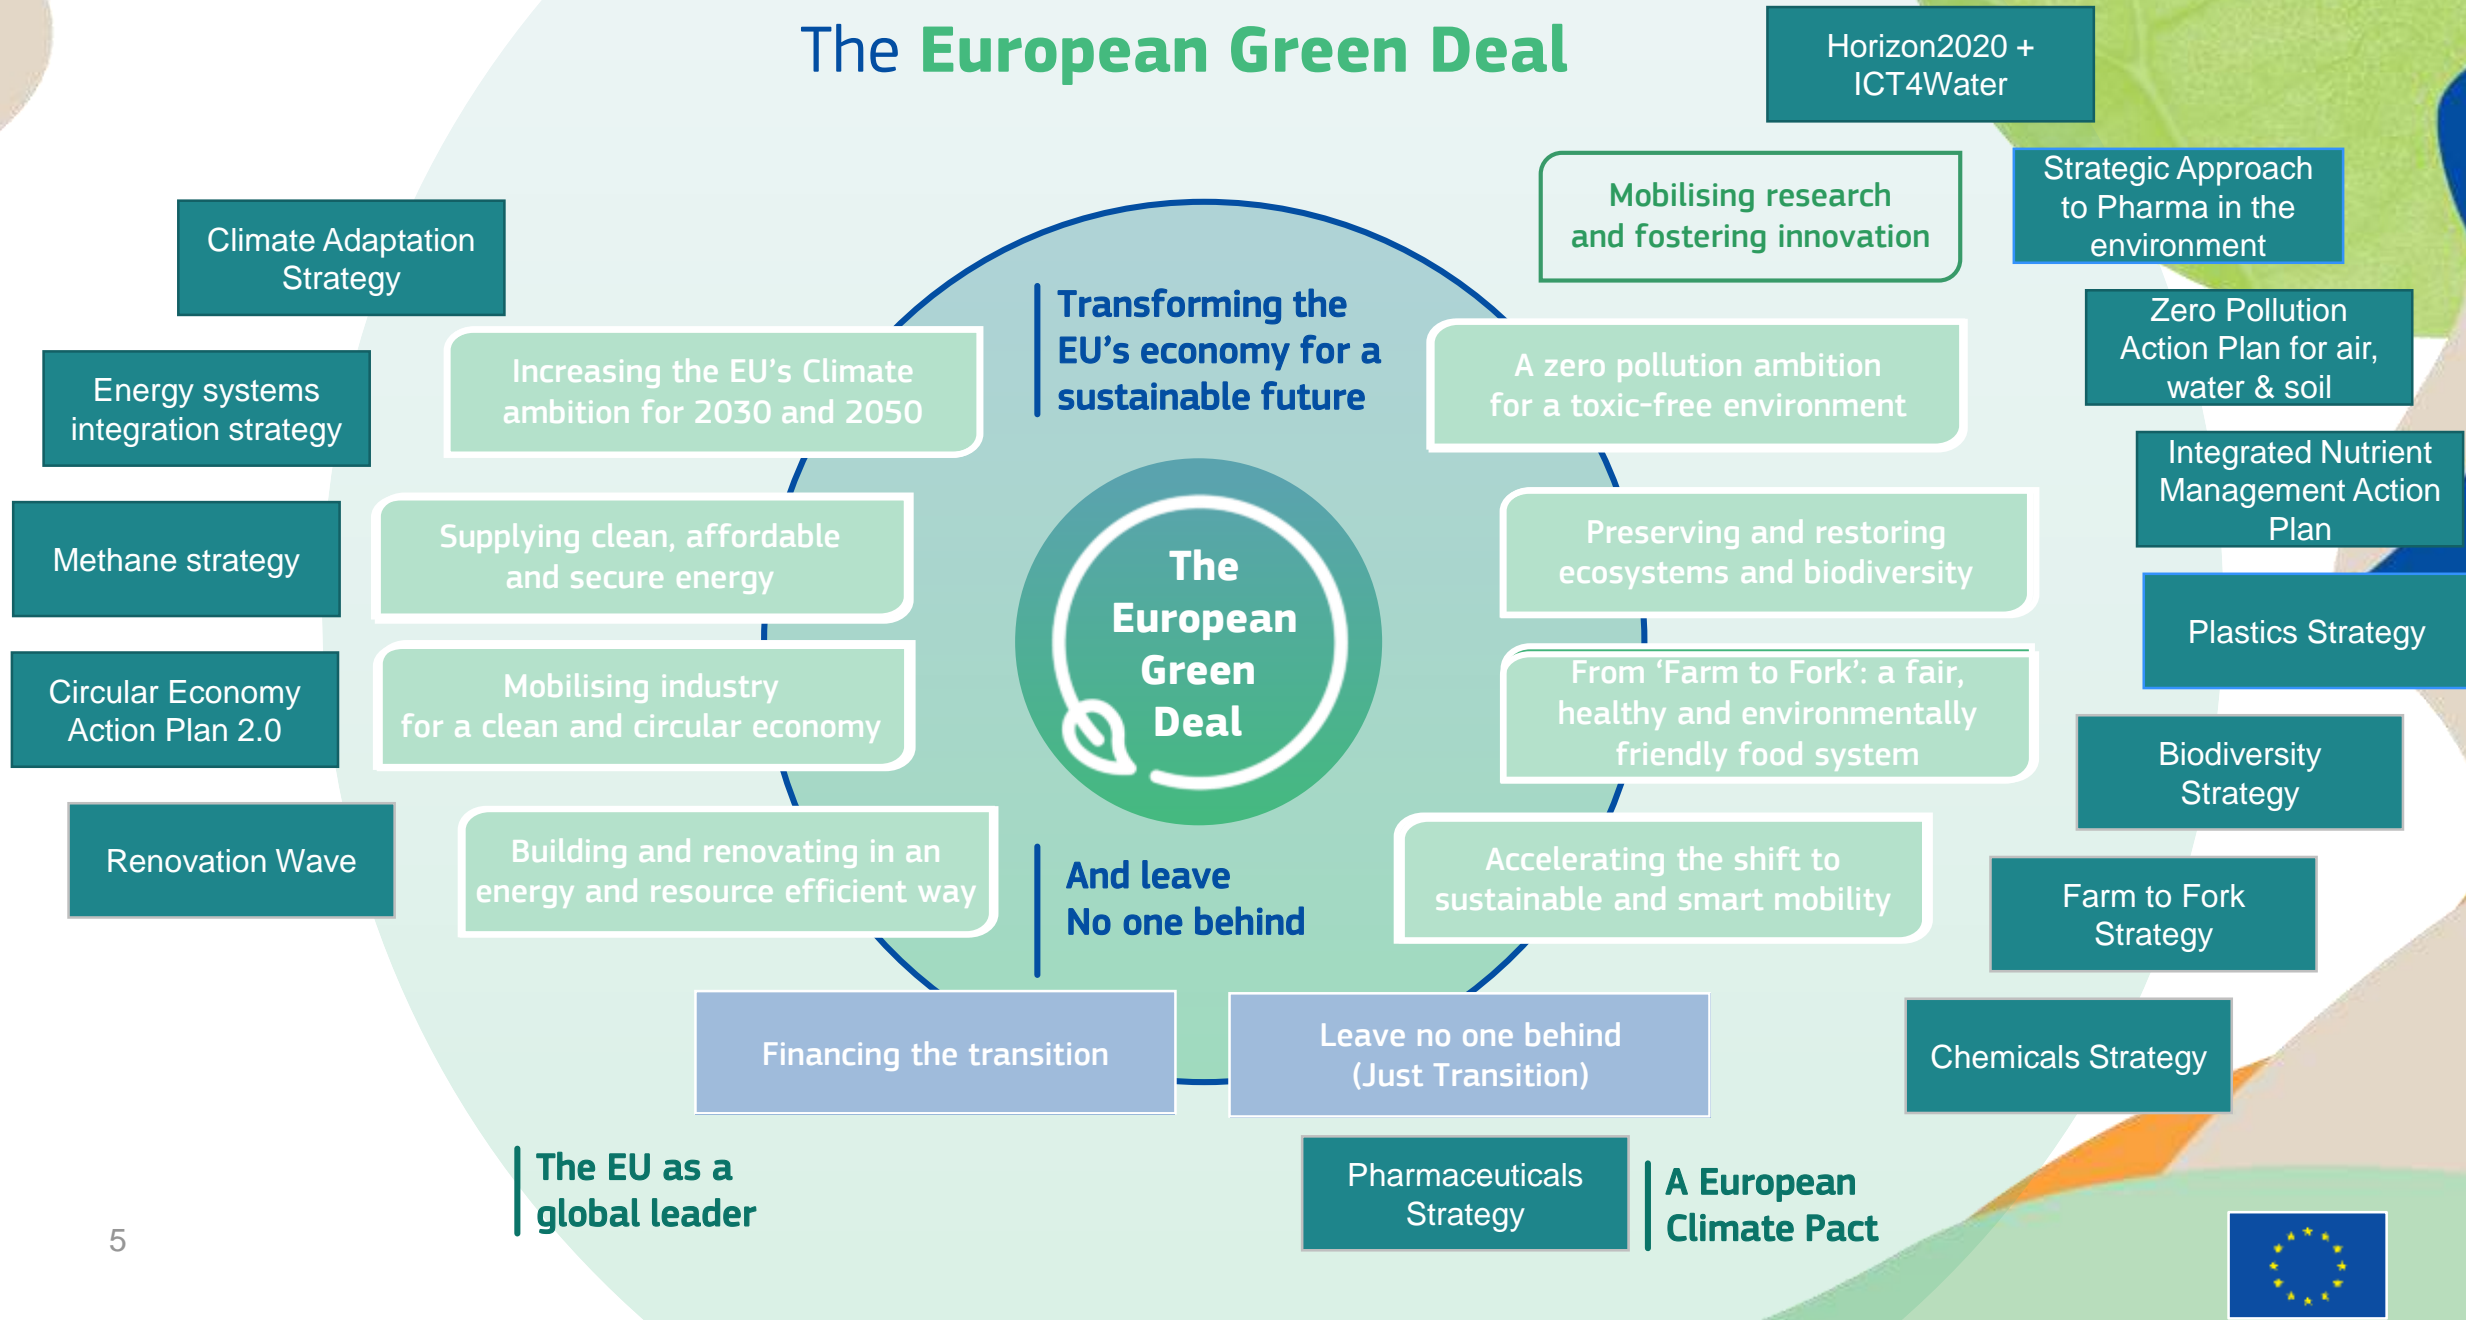 The European Green Deal
Horizon2020 +
ICT4Water
Mobilising research
and fostering innovation
Strategic Approach
to Pharma in the
environment
Climate Adaptation
Strategy
Transforming the
EU's economy for a
sustainable future
Zero Pollution
Action Plan for air,
water & soil
Energy systems
integration strategy
Increasing the EU's Climate
ambition for 2030 and 2050
A zero pollution ambition
for a toxic-free environment
Integrated Nutrient
Management Action
Plan
Methane strategy
Supplying clean, affordable
and secure energy
The
European
Green
Deal
Preserving and restoring
ecosystems and biodiversity
Plastics Strategy
Circular Economy
Action Plan 2.0
Mobilising industry
for a clean and circular economy
From ‘Farm to Fork’: a fair,
healthy and environmentally
friendly food system
Biodiversity
Strategy
Renovation Wave
Building and renovating in an
energy and resource efficient way
And leave
No one behind
Accelerating the shift to
sustainable and smart mobility
Farm to Fork
Strategy
Financing the transition
Leave no one behind
(Just Transition)
Chemicals Strategy
The EU as a
global leader
Pharmaceuticals
Strategy
A European
Climate Pact
5